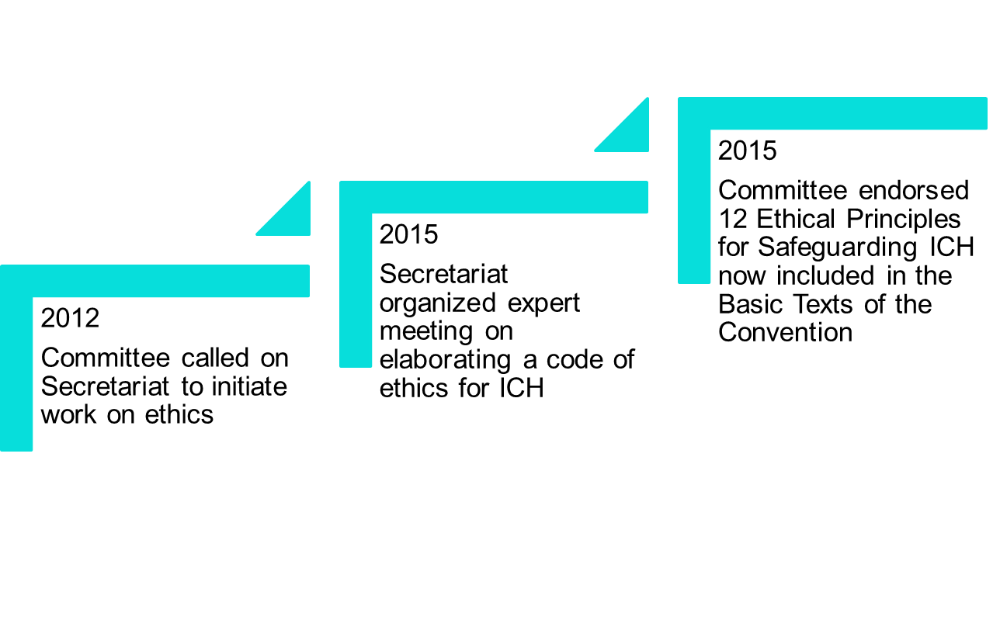 2012
Committee called on
Secretariat to initiate
work on ethics
2015
Secretariat
organized expert
meeting on
elaborating a code of
ethics for ICH
2015
Committee endorsed
12 Ethical Principles
for Safeguarding ICH
now included in the
Basic Texts of the
Convention